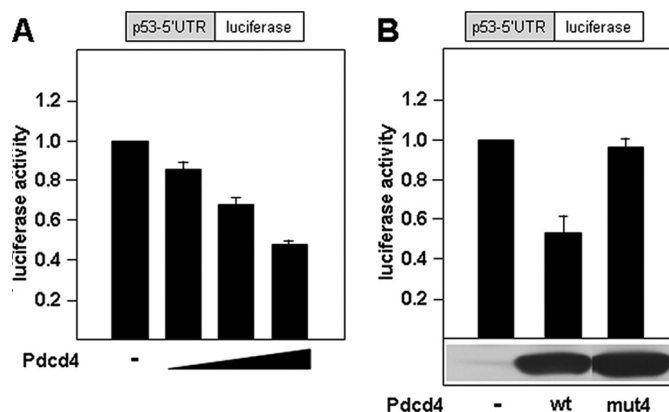 A
p53-5'UTR luciferase
1.2
1.0
0.8
0.6
0.4
0.2
luciferase activity
Pdcd4 -
B
p53-5'UTR luciferase
1.2
1.0
0.8
0.6
0.4
0.2
luciferase activity
Pdcd4 - wt mut4